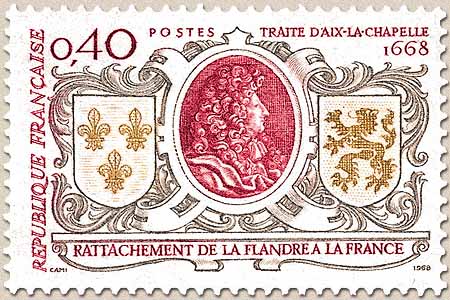 0,40
POSTES TRAITE D'AIX-LA-CHAPELLE
1668
REPUBLIQUE FRANÇAISE
RATTACHEMENT DE LA FLANDRE A LA FRANCE
CAMI 1968